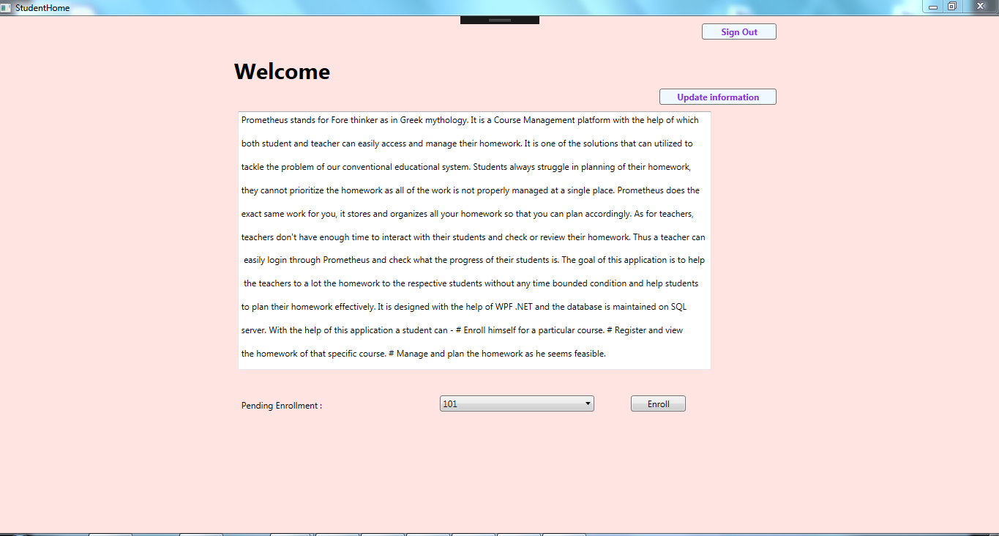 StudentHome
Sign Out
Welcome
Update information
Prometheus stands for Fore thinker as in Greek mythology. It is a Course Management platform with the help of which
both student and teacher can easily access and manage their homework. It is one of the solutions that can utilized to
tackle the problem of our conventional educational system. Students always struggle in planning of their homework,
they cannot prioritize the homework as all of the work is not properly managed at a single place. Prometheus does the
exact same work for you, it stores and organizes all your homework so that you can plan accordingly. As for teachers,
teachers don't have enough time to interact with their students and check or review their homework. Thus a teacher can
easily login through Prometheus and check what the progress of their students is. The goal of this application is to help
the teachers to a lot the homework to the respective students without any time bounded condition and help students
to plan their homework effectively. It is designed with the help of WPF .NET and the database is maintained on SQL
server. With the help of this application a student can - # Enroll himself for a particular course. # Register and view
the homework of that specific course. # Manage and plan the homework as he seems feasible.
Pending Enrollment :
101
Enroll